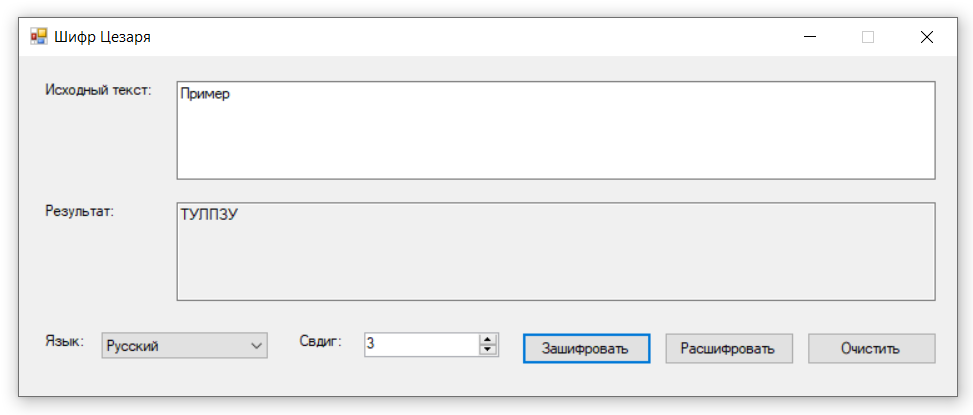 Шифр Цезаря
Исходный текст:
Пример
Результат:
ТУЛПЗУ
Язык:
Русский
Свдиг:
3
Зашифровать
Расшифровать
Очистить